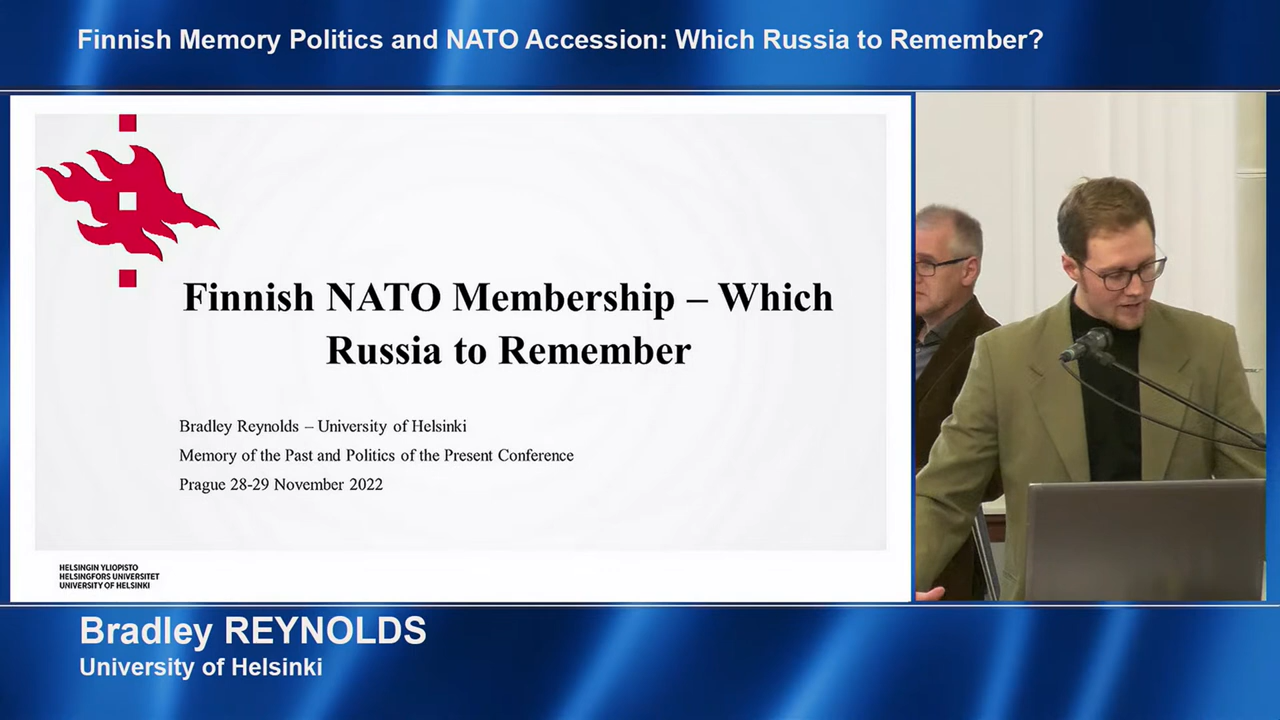 Finnish Memory Politics and NATO Accession: Which Russia to Remember?
Finnish NATO Membership – Which
Russia to Remember
Bradley Reynolds – University of Helsinki
Memory of the Past and Politics of the Present Conference
Prague 28-29 November 2022
HELSINGIN YLIOPISTO
HELSINGFORS UNIVERSITET
UNIVERSITY OF HELSINKI
Bradley REYNOLDS
University of Helsinki